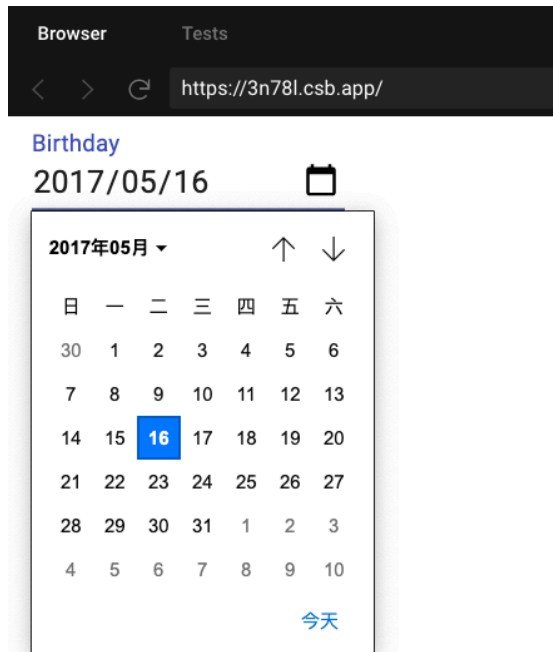 Browser Tests
https://3n78l.csb.app/
Birthday
2017/05/16
2017年05月
日 一 二 三 四 五 六
30 1 2 3 4 5 6
7 8 9 10 11 12 13
14 15 16 17 18 19 20
21 22 23 24 25 26 27
28 29 30 31 1 2 3
4 5 6 7 8 9 10
今天